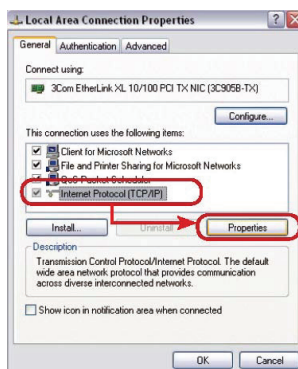 Local Area Connection Properties
General Authentication Advanced
Connect using:
3Com EtherLink XL 10/100 PCI TX NIC (3C905B-TX)
Configure...
This connection uses the following items:
Client for Microsoft Networks
File and Printer Sharing for Microsoft Networks
QoS Packet Scheduler
Internet Protocol (TCP/IP)
Install... Uninstall Properties
Description
Transmission Control Protocol/Internet Protocol. The default
wide area network protocol that provides communication
across diverse interconnected networks.
Show icon in notification area when connected
OK Cancel